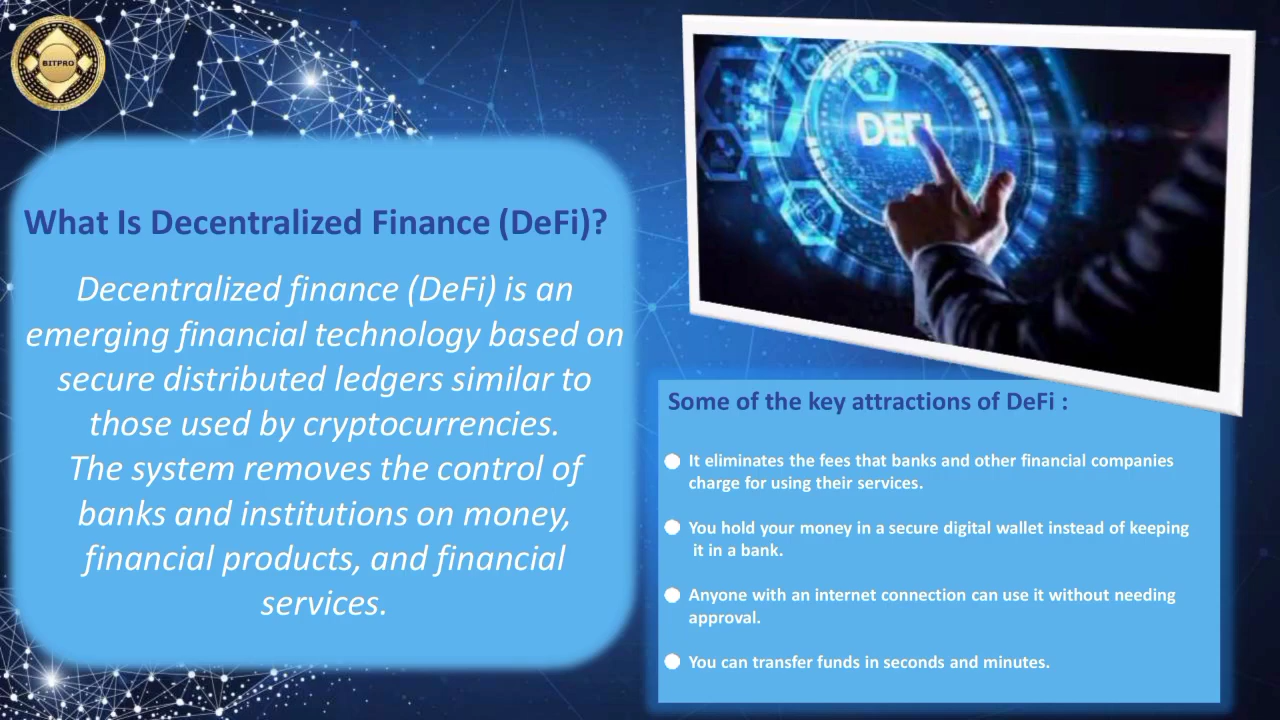 BITPRO
What Is Decentralized Finance (DeFi)?
Decentralized finance (DeFi) is an
emerging financial technology based on
secure distributed ledgers similar to
those used by cryptocurrencies.
The system removes the control of
banks and institutions on money,
financial products, and financial
services.
DEFI
Some of the key attractions of DeFi :
It eliminates the fees that banks and other financial companies
charge for using their services.
You hold your money in a secure digital wallet instead of keeping
it in a bank.
Anyone with an internet connection can use it without needing
approval.
You can transfer funds in seconds and minutes.